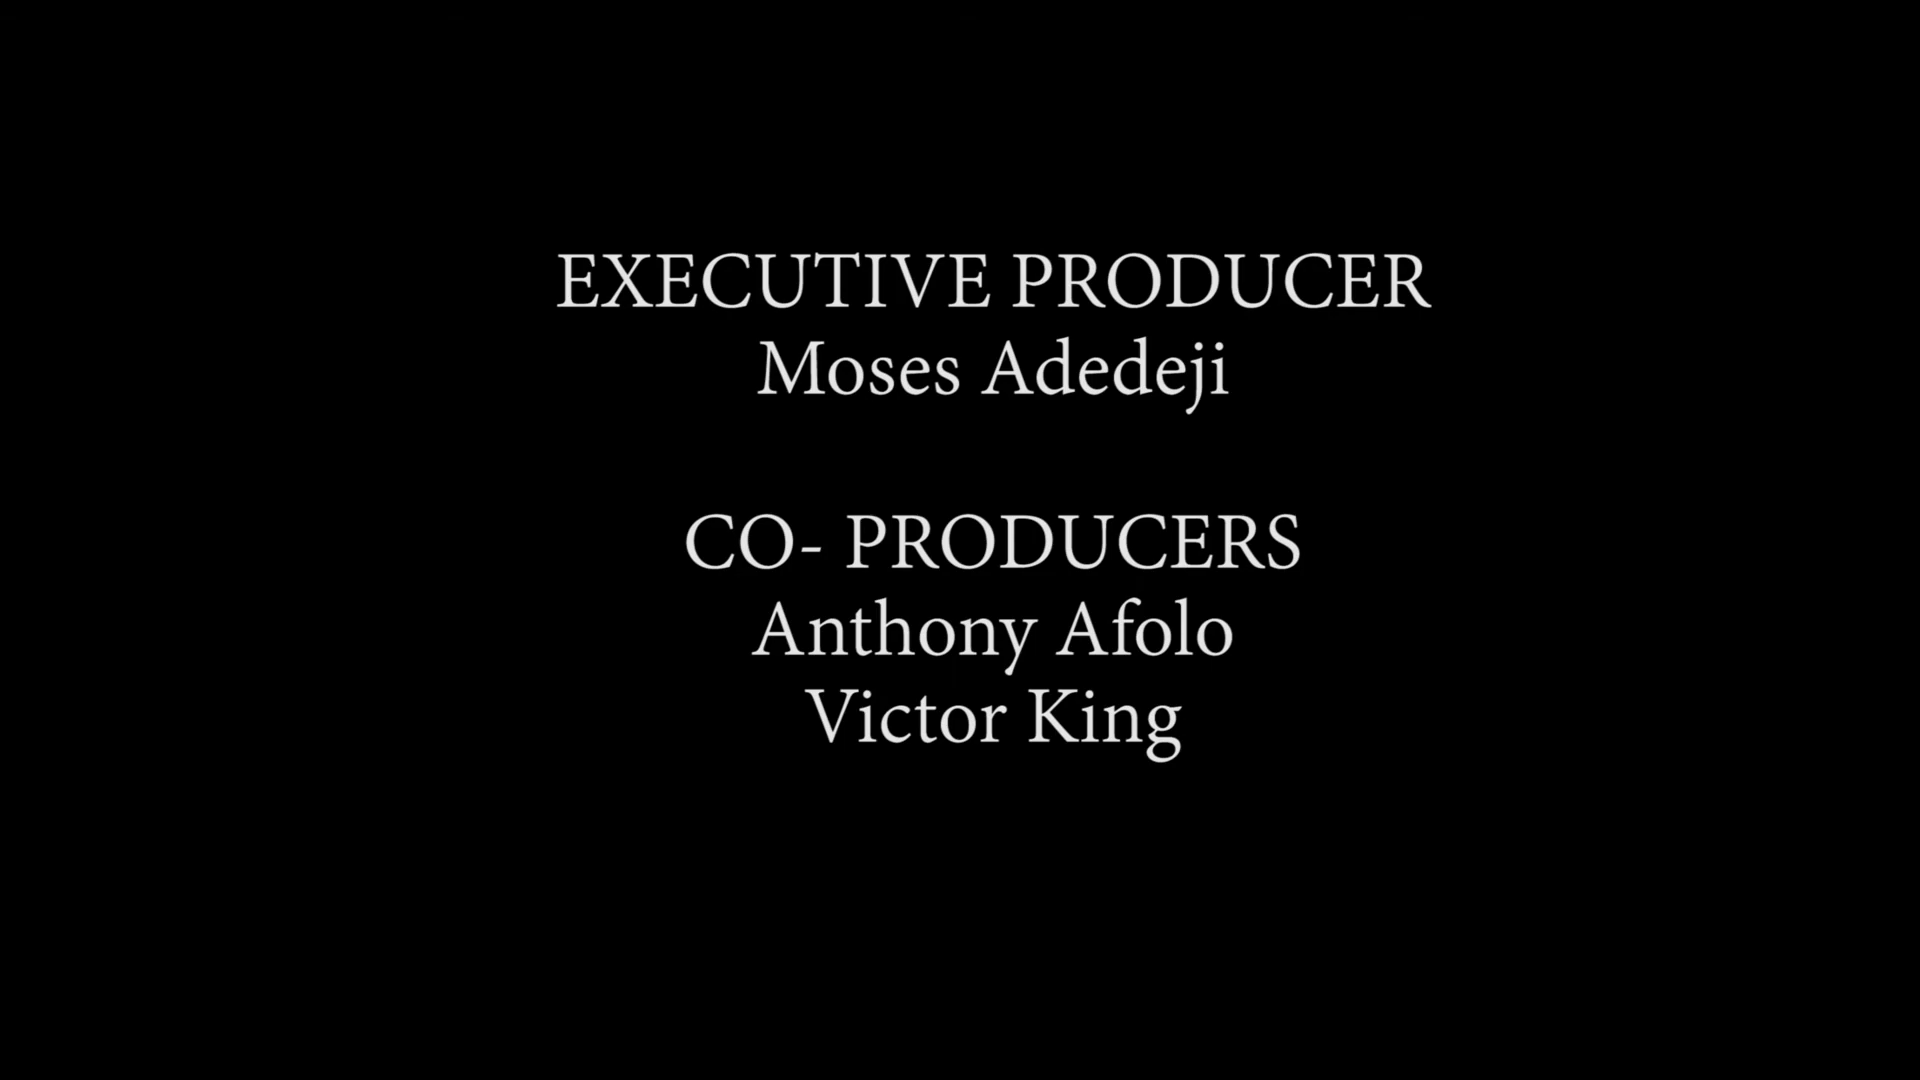 EXECUTIVE PRODUCER
Moses Adedeji
CO- PRODUCERS
Anthony Afolo
Victor King